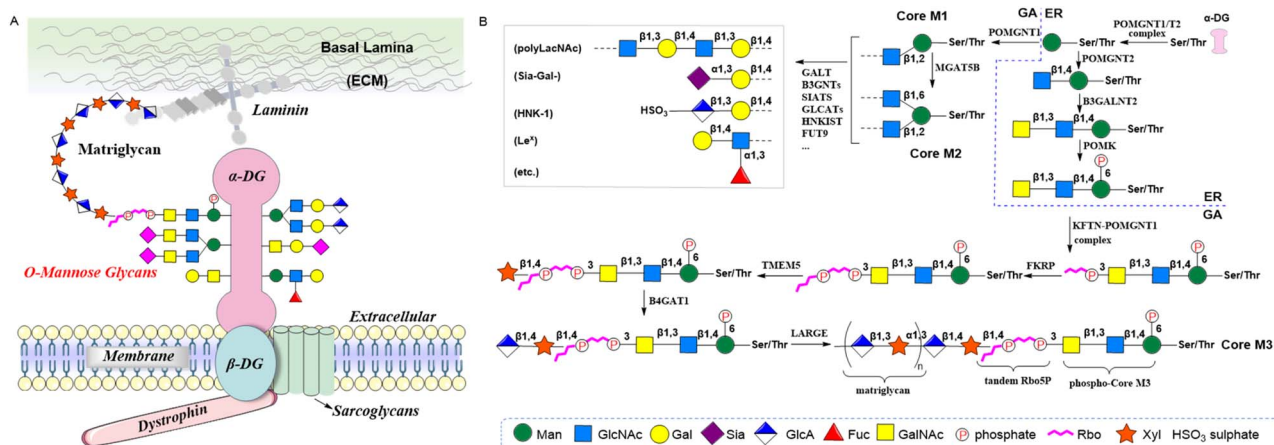 A
Basal Lamina
(ECM)
Laminin
Matriglycan
α-DG
P
P
P
O-Mannose Glycans
Extracellular
Membrane
β-DG
Sarcoglycans
Dystrophin
B
(polyLacNAc)
β1,3 β1,4 β1,3 β1,4
(Sia-Gal-)
α1,3 β1,4
(HNK-1)
HSO3 β1,3 β1,4
(Leˣ)
β1,4
α1,3
(etc.)
GALT
B3GNTs
SIATS
GLCATs
HNKIST
FUT9
...
Core M1
Ser/Thr
β1,2
MGAT5B
β1,6
Ser/Thr
β1,2
Core M2
POMGNT1
GA ER
Ser/Thr
POMGNT1/T2
complex
Ser/Thr
α-DG
POMGNT2
β1,4
Ser/Thr
B3GALNT2
β1,3 β1,4
Ser/Thr
POMK
P
β1,3 β1,4 6
Ser/Thr
ER
GA
KFTN-POMGNT1
complex
P
P 3 β1,3 β1,4 6
Ser/Thr
FKRP
P
P P 3 β1,3 β1,4 6
Ser/Thr
TMEM5
P
β1,4 P P 3 β1,3 β1,4 6
Ser/Thr
B4GAT1
P
β1,4 β1,4 P P 3 β1,3 β1,4 6
Ser/Thr
LARGE
P
β1,3 α1,3 β1,4 β1,4 P P 3 β1,3 β1,4 6
Ser/Thr Core M3
n
matriglycan
tandem Rbo5P
phospho-Core M3
Man GlcNAc Gal Sia GlcA Fuc GalNAc P phosphate Rbo Xyl HSO3 sulphate